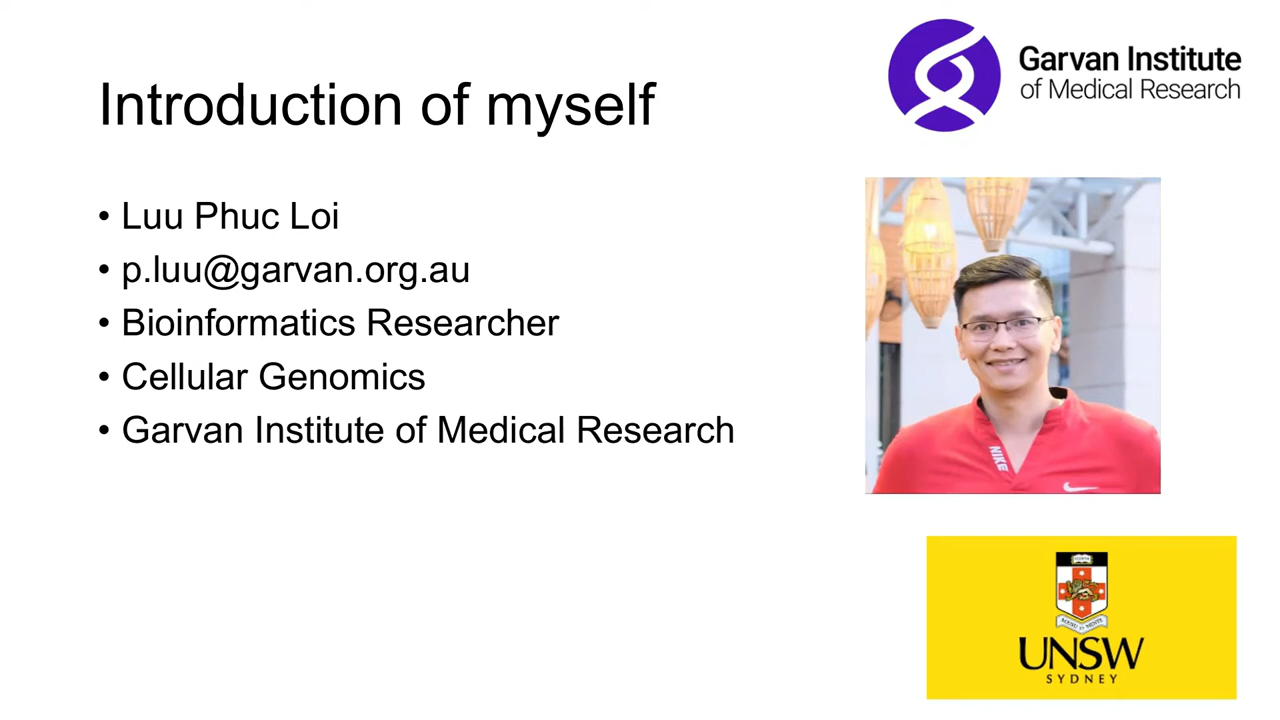 Introduction of myself
• Luu Phuc Loi
• p.luu@garvan.org.au
• Bioinformatics Researcher
• Cellular Genomics
• Garvan Institute of Medical Research
Garvan Institute
of Medical Research
NIKE
UNSW
SYDNEY